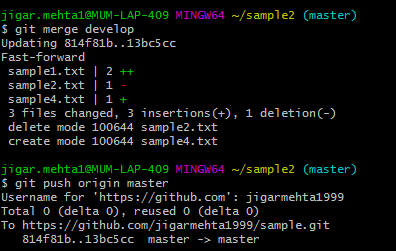 jigar.mehta1@MUM-LAP-409 MINGW64 ~/sample2 (master)
$ git merge develop
Updating 814f81b..13bc5cc
Fast-forward
 sample1.txt | 2 ++
 sample2.txt | 1 -
 sample4.txt | 1 +
 3 files changed, 3 insertions(+), 1 deletion(-)
 delete mode 100644 sample2.txt
 create mode 100644 sample4.txt
jigar.mehta1@MUM-LAP-409 MINGW64 ~/sample2 (master)
$ git push origin master
Username for 'https://github.com': jigarmehta1999
Total 0 (delta 0), reused 0 (delta 0)
To https://github.com/jigarmehta1999/sample.git
   814f81b..13bc5cc  master -> master